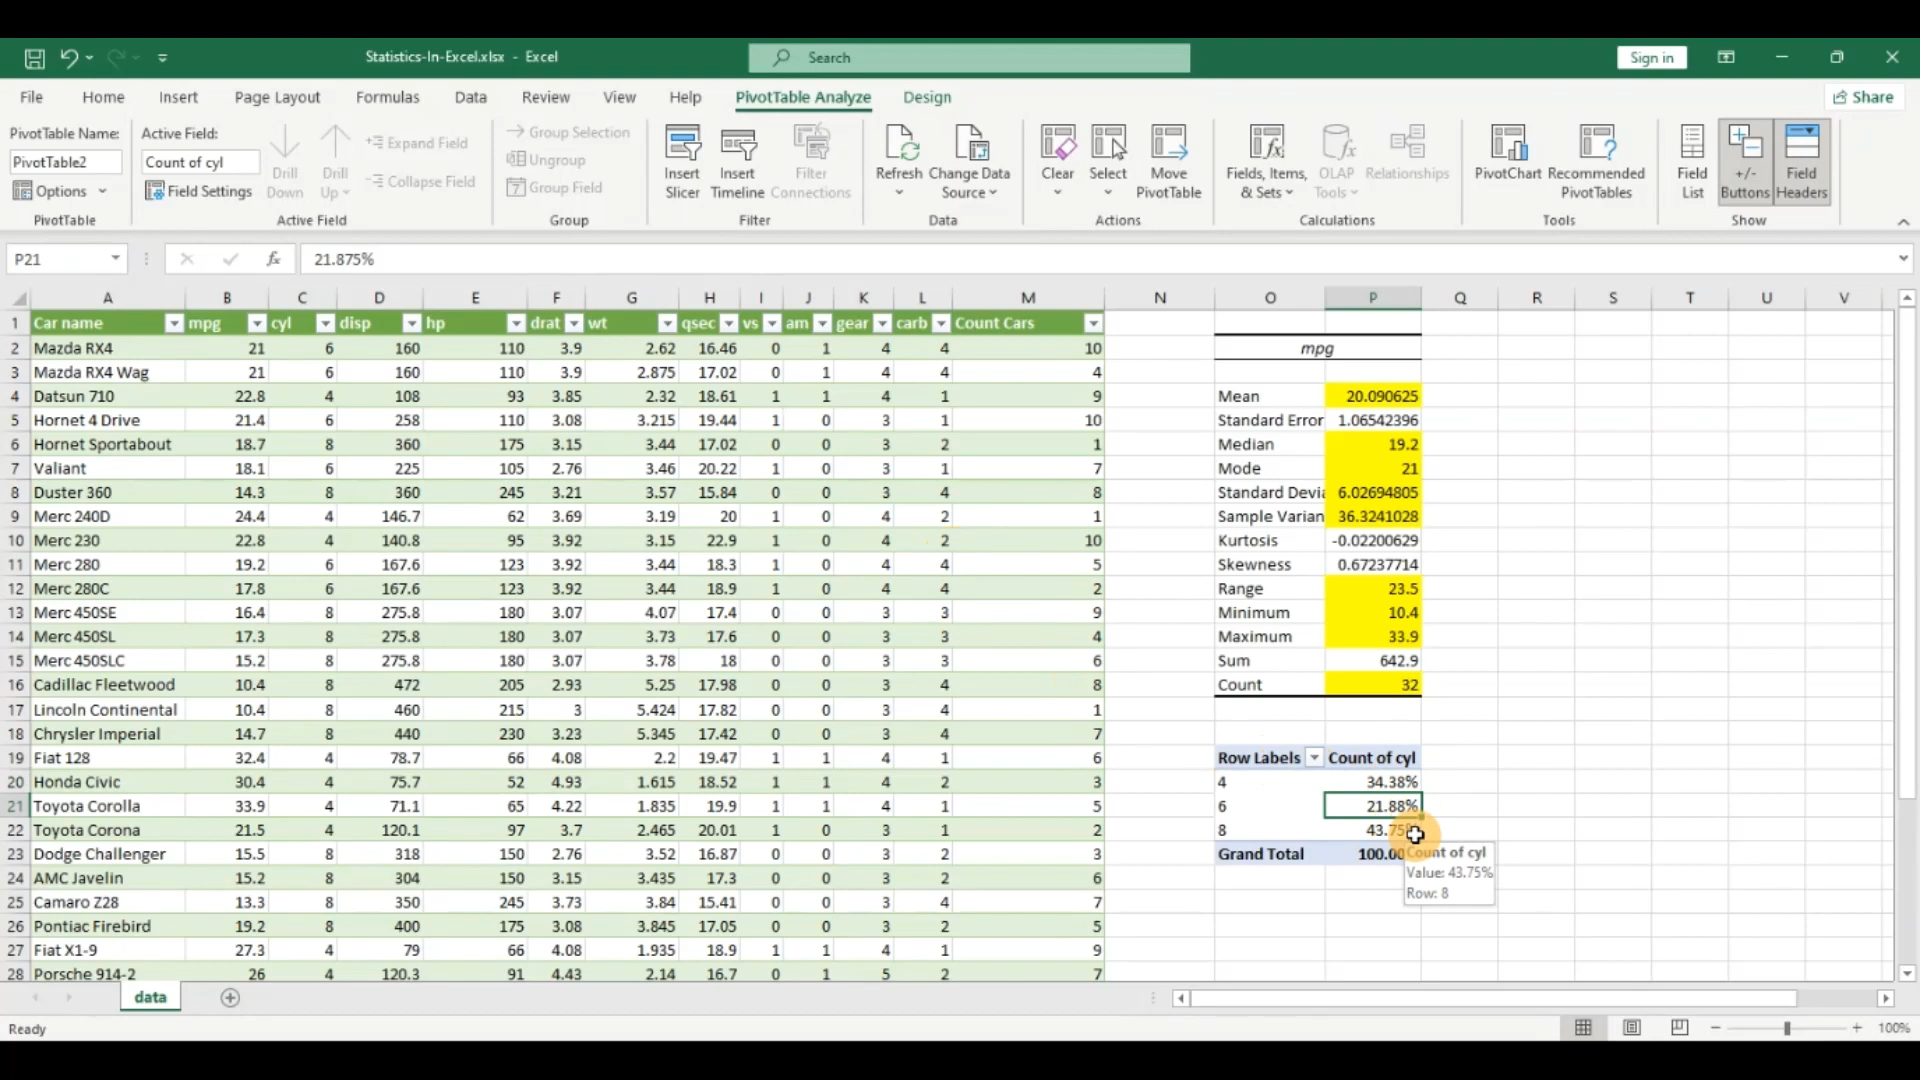 Statistics-In-Excel.xlsx - Excel
Search
Sign in
File Home Insert Page Layout Formulas Data Review View Help PivotTable Analyze Design
Share
PivotTable Name:
PivotTable2
Options
PivotTable
Active Field:
Count of cyl
Field Settings
Drill Down
Drill Up
Expand Field
Collapse Field
Active Field
Group Selection
Ungroup
Group Field
Group
Insert Slicer
Insert Timeline
Filter Connections
Filter
Refresh
Change Data Source
Data
Clear
Select
Move PivotTable
Actions
Fields, Items, & Sets
OLAP Tools
Relationships
Calculations
PivotChart
Recommended PivotTables
Tools
Field List
+/- Buttons
Field Headers
Show
P21
fx
21.875%
A B C D E F G H I J K L M N O P Q R S T U V
1 Car name mpg cyl disp hp drat wt qsec vs am gear carb Count Cars
2 Mazda RX4 21 6 160 110 3.9 2.62 16.46 0 1 4 4 10 mpg
3 Mazda RX4 Wag 21 6 160 110 3.9 2.875 17.02 0 1 4 4 4
4 Datsun 710 22.8 4 108 93 3.85 2.32 18.61 1 1 4 1 9 Mean 20.090625
5 Hornet 4 Drive 21.4 6 258 110 3.08 3.215 19.44 1 0 3 1 10 Standard Error 1.06542396
6 Hornet Sportabout 18.7 8 360 175 3.15 3.44 17.02 0 0 3 2 1 Median 19.2
7 Valiant 18.1 6 225 105 2.76 3.46 20.22 1 0 3 1 7 Mode 21
8 Duster 360 14.3 8 360 245 3.21 3.57 15.84 0 0 3 4 8 Standard Devia 6.02694805
9 Merc 240D 24.4 4 146.7 62 3.69 3.19 20 1 0 4 2 1 Sample Varian 36.3241028
10 Merc 230 22.8 4 140.8 95 3.92 3.15 22.9 1 0 4 2 10 Kurtosis -0.02200629
11 Merc 280 19.2 6 167.6 123 3.92 3.44 18.3 1 0 4 4 5 Skewness 0.67237714
12 Merc 280C 17.8 6 167.6 123 3.92 3.44 18.9 1 0 4 4 2 Range 23.5
13 Merc 450SE 16.4 8 275.8 180 3.07 4.07 17.4 0 0 3 3 9 Minimum 10.4
14 Merc 450SL 17.3 8 275.8 180 3.07 3.73 17.6 0 0 3 3 4 Maximum 33.9
15 Merc 450SLC 15.2 8 275.8 180 3.07 3.78 18 0 0 3 3 6 Sum 642.9
16 Cadillac Fleetwood 10.4 8 472 205 2.93 5.25 17.98 0 0 3 4 8 Count 32
17 Lincoln Continental 10.4 8 460 215 3 5.424 17.82 0 0 3 4 1
18 Chrysler Imperial 14.7 8 440 230 3.23 5.345 17.42 0 0 3 4 7
19 Fiat 128 32.4 4 78.7 66 4.08 2.2 19.47 1 1 4 1 6 Row Labels Count of cyl
20 Honda Civic 30.4 4 75.7 52 4.93 1.615 18.52 1 1 4 2 3 4 34.38%
21 Toyota Corolla 33.9 4 71.1 65 4.22 1.835 19.9 1 1 4 1 5 6 21.88%
22 Toyota Corona 21.5 4 120.1 97 3.7 2.465 20.01 1 0 3 1 2 8 43.75%
23 Dodge Challenger 15.5 8 318 150 2.76 3.52 16.87 0 0 3 2 3 Grand Total 100.00
24 AMC Javelin 15.2 8 304 150 3.15 3.435 17.3 0 0 3 2 6
25 Camaro Z28 13.3 8 350 245 3.73 3.84 15.41 0 0 3 4 7
26 Pontiac Firebird 19.2 8 400 175 3.08 3.845 17.05 0 0 3 2 5
27 Fiat X1-9 27.3 4 79 66 4.08 1.935 18.9 1 1 4 1 9
28 Porsche 914-2 26 4 120.3 91 4.43 2.14 16.7 0 1 5 2 7
Count of cyl
Value: 43.75%
Row: 8
data
Ready
100%